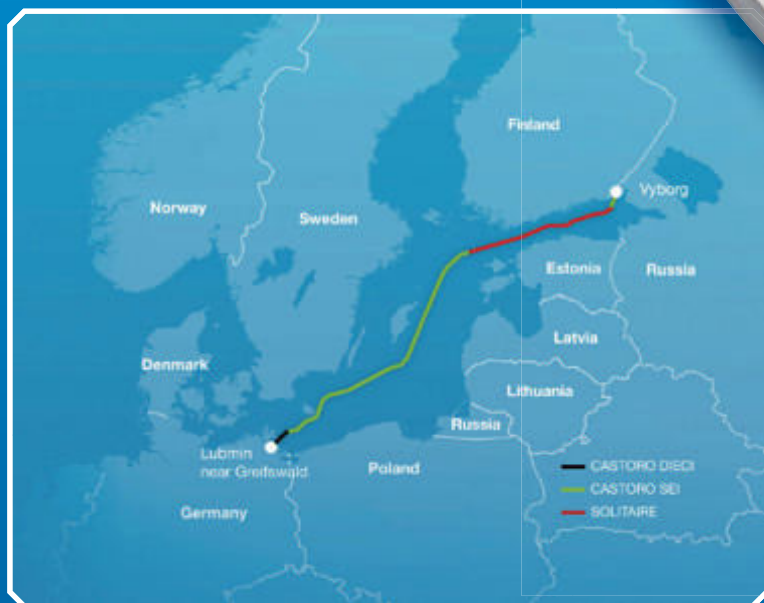 Finland
Vyborg
Norway
Sweden
Estonia
Russia
Latvia
Denmark
Lithuania
Russia
Lubmin
near Greifswald
Poland
Germany
CASTORO DIECI
CASTORO SEI
SOLITAIRE